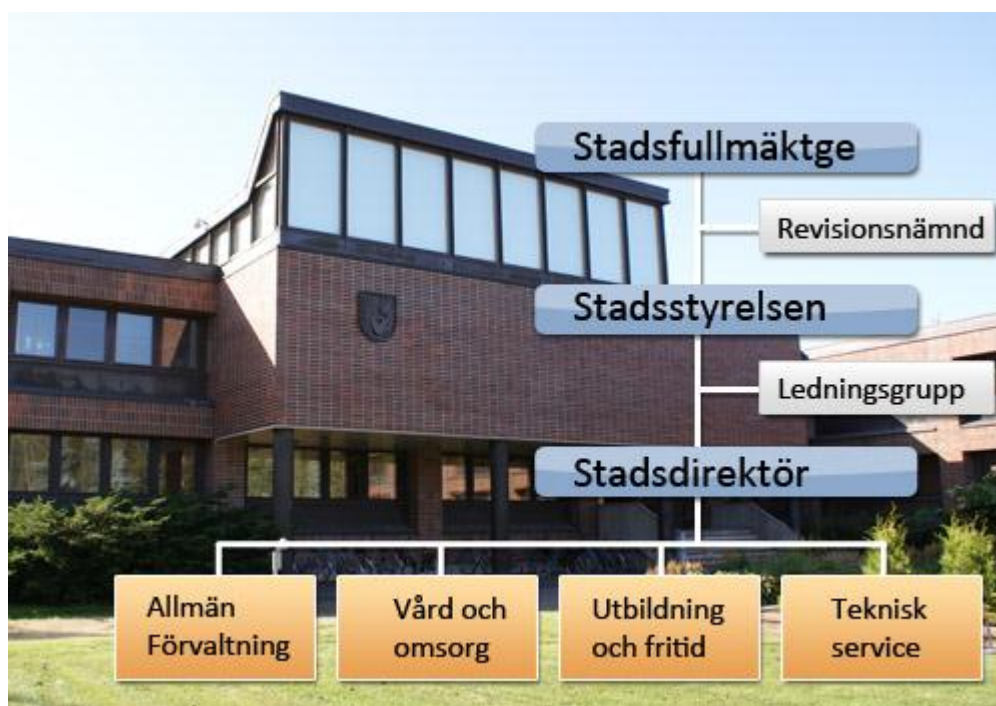 Stadsfullmäktge
Revisionsnämnd
Stadsstyrelsen
Ledningsgrupp
Stadsdirektör
Allmän
Förvaltning
Vård och
omsorg
Utbildning
och fritid
Teknisk
service